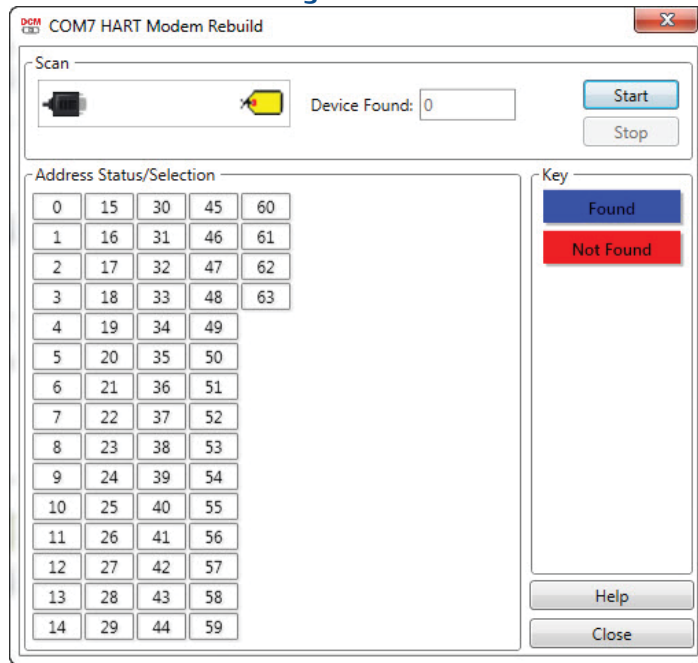 DCM COM7 HART Modem Rebuild
Scan
Device Found: 0
Start
Stop
Address Status/Selection
0 15 30 45 60
1 16 31 46 61
2 17 32 47 62
3 18 33 48 63
4 19 34 49
5 20 35 50
6 21 36 51
7 22 37 52
8 23 38 53
9 24 39 54
10 25 40 55
11 26 41 56
12 27 42 57
13 28 43 58
14 29 44 59
Key
Found
Not Found
Help
Close